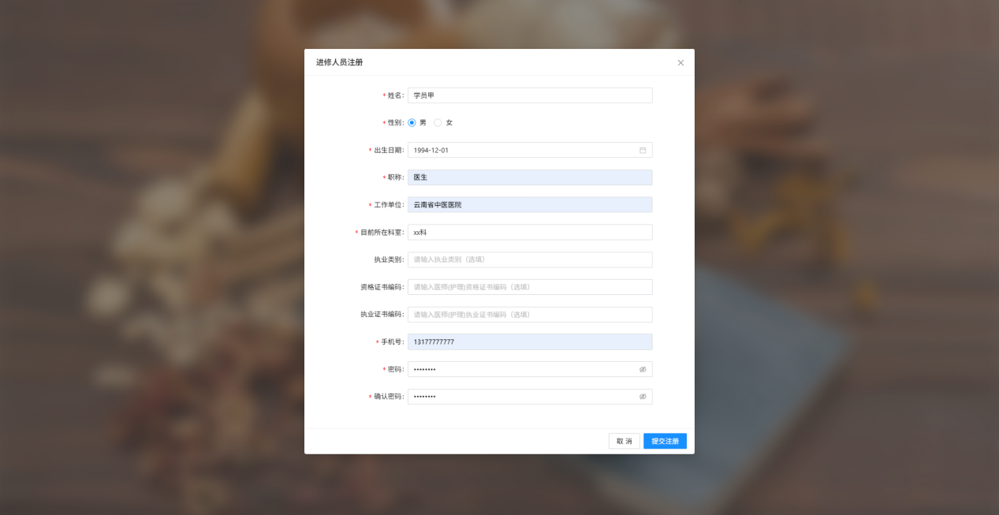 进修人员注册
* 姓名: 学员甲
* 性别: 男 女
* 出生日期: 1994-12-01
* 职称: 医生
* 工作单位: 云南省中医医院
* 目前所在科室: xx科
执业类别: 请输入执业类别（选填）
资格证书编码: 请输入医师(护理)资格证书编码（选填）
执业证书编码: 请输入医师(护理)执业证书编码（选填）
* 手机号: 13177777777
* 密码: ••••••••
* 确认密码: ••••••••
取 消 提交注册